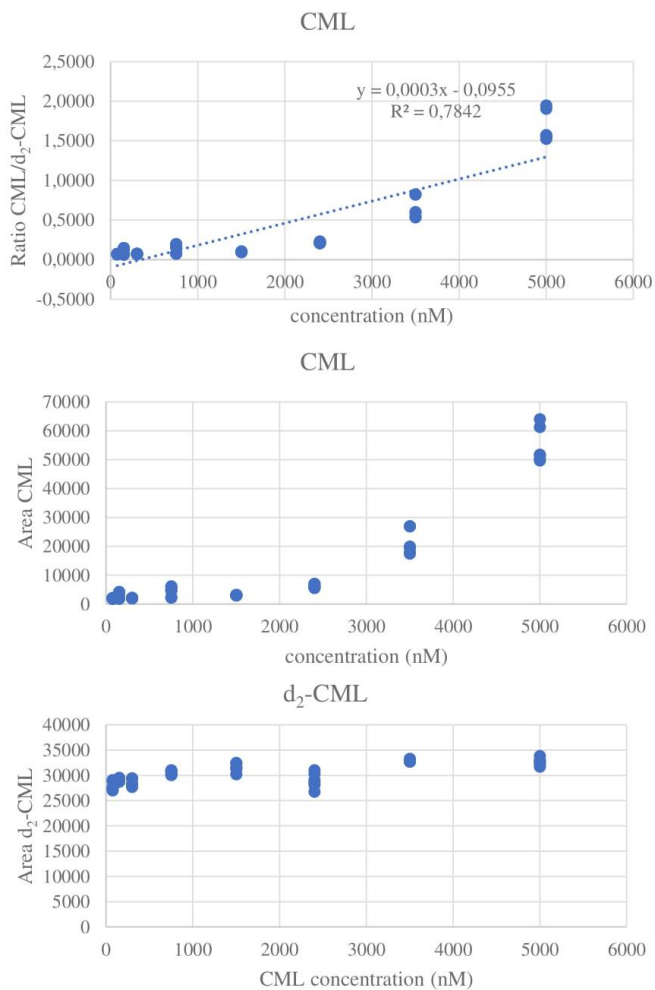 CML
2,5000
2,0000
1,5000
1,0000
0,5000
0,0000
-0,5000
Ratio CML/d₂-CML
y = 0,0003x - 0,0955
R² = 0,7842
0 1000 2000 3000 4000 5000 6000
concentration (nM)
CML
70000
60000
50000
40000
30000
20000
10000
0
Area CML
0 1000 2000 3000 4000 5000 6000
concentration (nM)
d₂-CML
40000
35000
30000
25000
20000
15000
10000
5000
0
Area d₂-CML
0 1000 2000 3000 4000 5000 6000
CML concentration (nM)